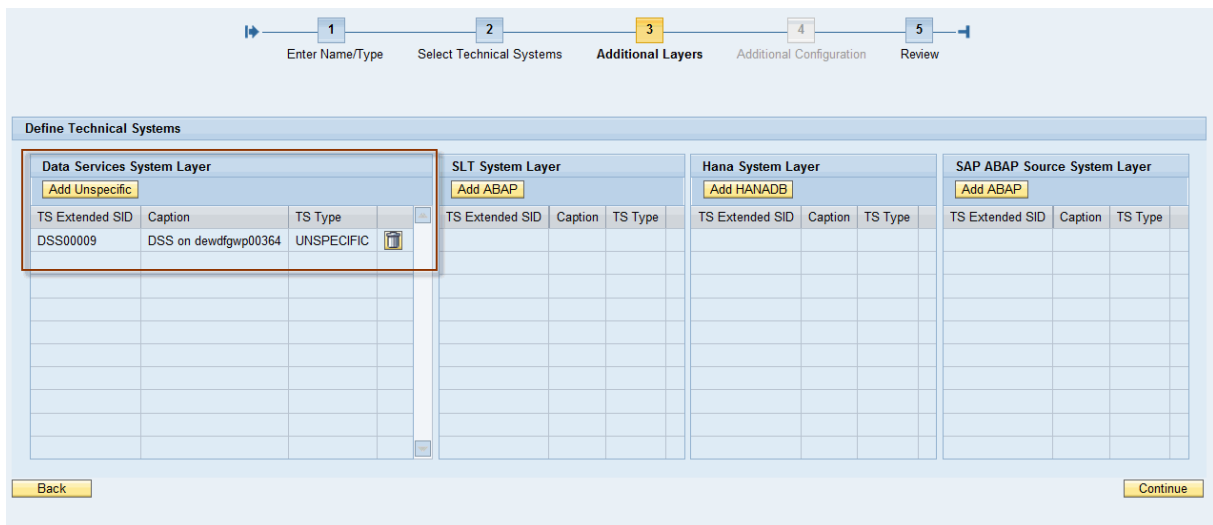 1 2 3 4 5
Enter Name/Type Select Technical Systems Additional Layers Additional Configuration Review
Define Technical Systems
Data Services System Layer SLT System Layer Hana System Layer SAP ABAP Source System Layer
Add Unspecific Add ABAP Add HANADB Add ABAP
TS Extended SID Caption TS Type TS Extended SID Caption TS Type TS Extended SID Caption TS Type TS Extended SID Caption TS Type
DSS00009 DSS on dewdfgwp00364 UNSPECIFIC
Back Continue